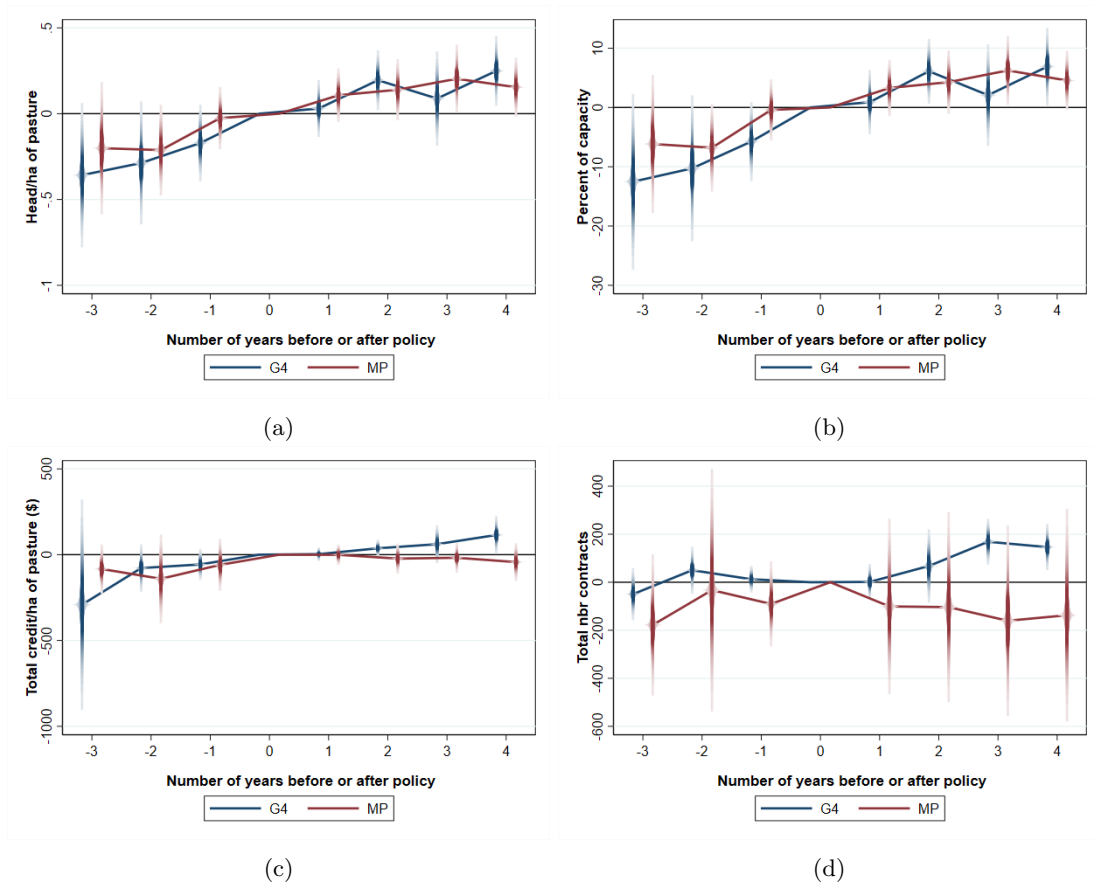 Head/ha of pasture
.5
0
-.5
-1
-3 -2 -1 0 1 2 3 4
Number of years before or after policy
G4 MP
(a)
Percent of capacity
10
0
-10
-20
-30
-3 -2 -1 0 1 2 3 4
Number of years before or after policy
G4 MP
(b)
Total credit/ha of pasture ($)
500
0
-500
-1000
-3 -2 -1 0 1 2 3 4
Number of years before or after policy
G4 MP
(c)
Total nbr contracts
400
200
0
-200
-400
-600
-3 -2 -1 0 1 2 3 4
Number of years before or after policy
G4 MP
(d)